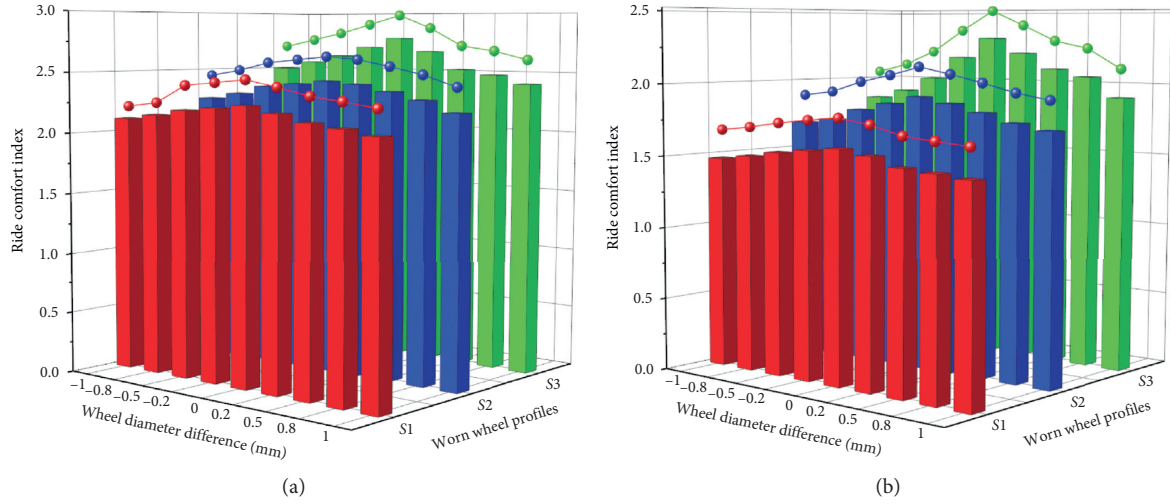 3.0
2.5
2.0
1.5
1.0
0.5
0.0
Ride comfort index
−1
−0.8
−0.5
−0.2
0
0.2
0.5
0.8
1
Wheel diameter difference (mm)
S1
S2
S3
Worn wheel profiles
(a)
2.5
2.0
1.5
1.0
0.5
0.0
Ride comfort index
−1
−0.8
−0.5
−0.2
0
0.2
0.5
0.8
1
Wheel diameter difference (mm)
S1
S2
S3
Worn wheel profiles
(b)